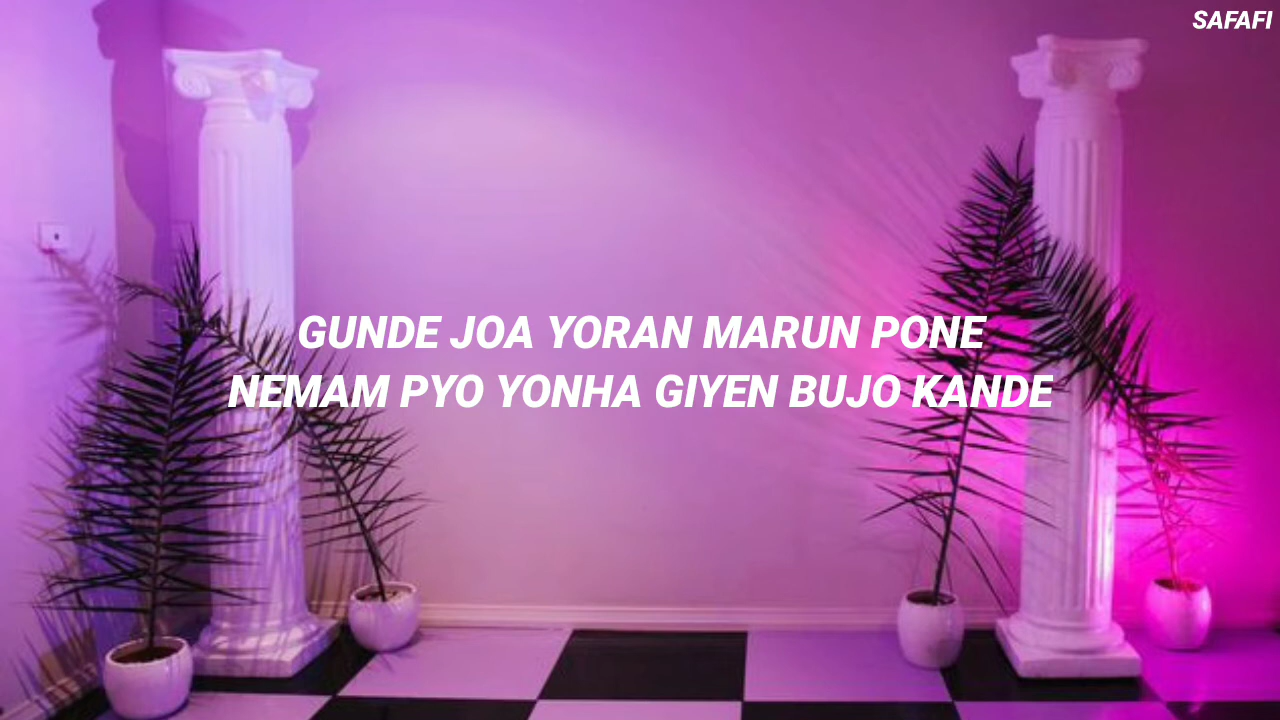 SAFAFI
GUNDE JOA YORAN MARUN PONE
NEMAM PYO YONHA GIYEN BUJO KANDE